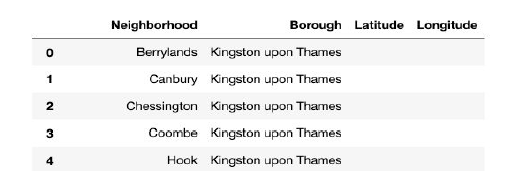 Neighborhood Borough Latitude Longitude
0 Berrylands Kingston upon Thames
1 Canbury Kingston upon Thames
2 Chessington Kingston upon Thames
3 Coombe Kingston upon Thames
4 Hook Kingston upon Thames